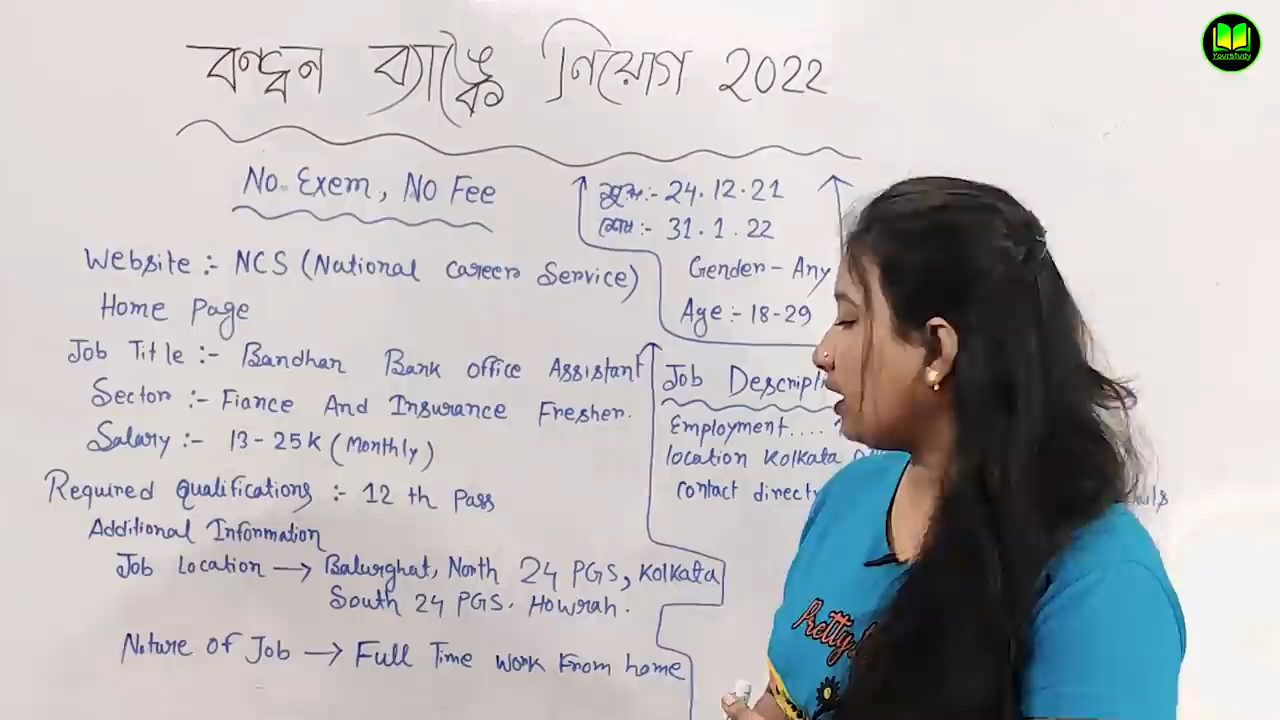 বন্ধন ব্যাঙ্কে নিয়োগ 2022
No Exem, No Fee
Website :- NCS (National Career Service)
Home Page
Job Title :- Bandhan Bank office Assistant
Sector :- Fiance And Insurance Fresher.
Salary :- 13-25K (Monthly)
Required qualifications :- 12 th pass
Additional Information
Job Location → Balurghat, North 24 PGS, Kolkata
South 24 PGS. Howrah.
Nature of Job → Full Time work From home
শুরু :- 24.12.21
শেষ :- 31.1.22
Gender - Any
Age :- 18-29
Job Descripti
Employment....
location Kolkata
contact direct
Yourstudy
Pretty